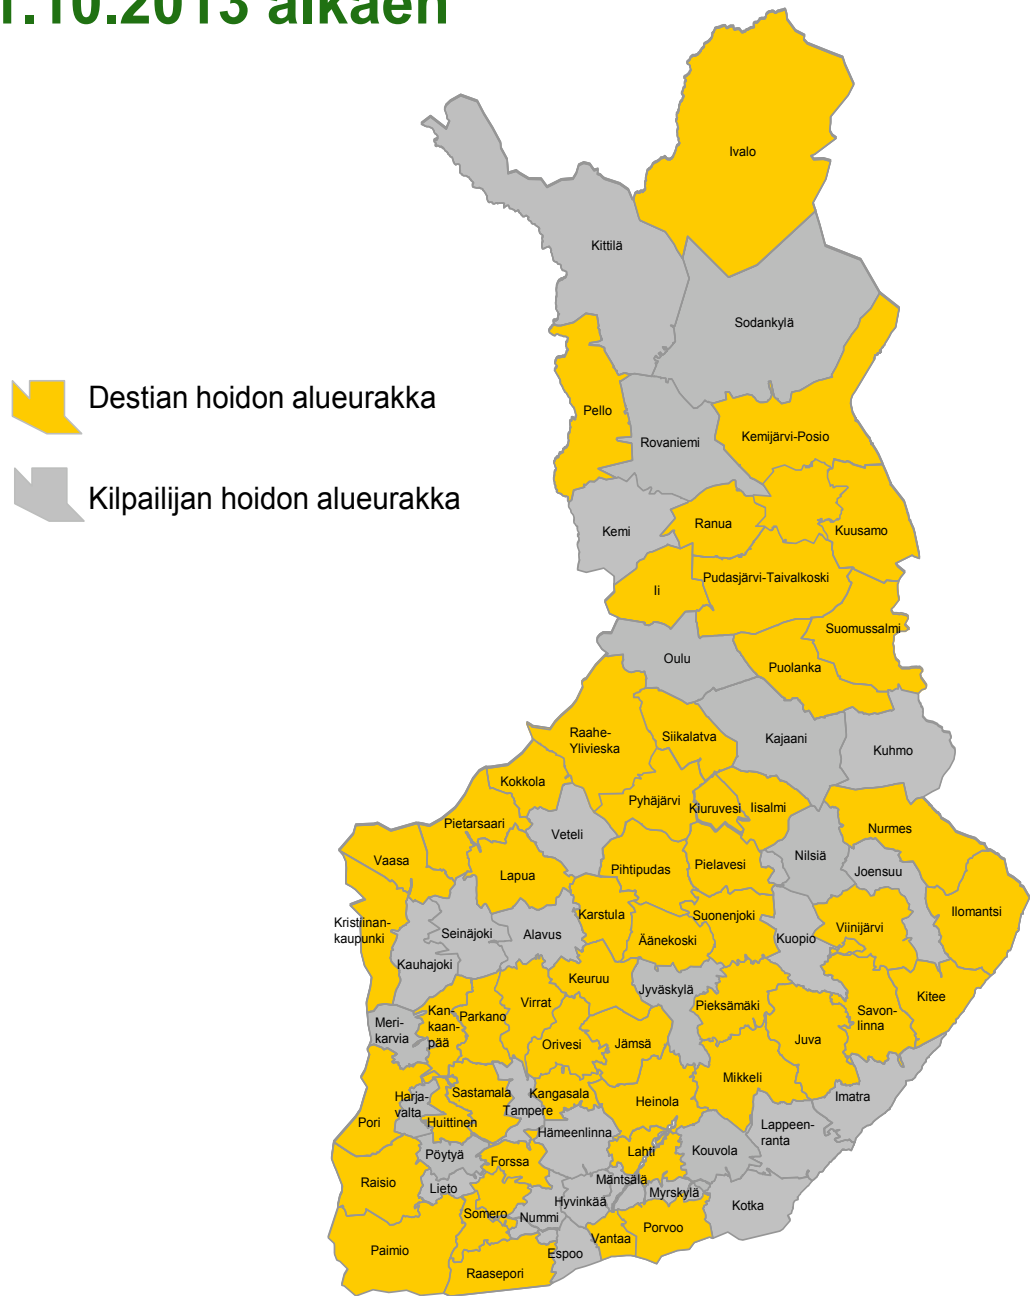 1.10.2013 alkaen
Ivalo
Kittilä
Sodankylä
Destian hoidon alueurakka
Pello
Rovaniemi
Kemijärvi-Posio
Kilpailijan hoidon alueurakka
Kemi
Ranua
Kuusamo
Ii
Pudasjärvi-Taivalkoski
Suomussalmi
Oulu
Puolanka
Raahe-
Ylivieska
Siikalatva
Kajaani
Kuhmo
Kokkola
Pyhäjärvi
Kiuruvesi
Iisalmi
Pietarsaari
Veteli
Nurmes
Vaasa
Lapua
Pihtipudas
Pielavesi
Nilsiä
Joensuu
Kristiinan-
kaupunki
Seinäjoki
Alavus
Karstula
Suonenjoki
Äänekoski
Kuopio
Viinijärvi
Ilomantsi
Kauhajoki
Keuruu
Jyväskylä
Kitee
Meri-
karvia
Kan-
kaan-
pää
Parkano
Virrat
Pieksämäki
Savon-
linna
Orivesi
Jämsä
Juva
Mikkeli
Harja-
valta
Sastamala
Tampere
Kangasala
Heinola
Imatra
Pori
Huittinen
Hämeenlinna
Lappeen-
ranta
Pöytyä
Forssa
Lahti
Kouvola
Raisio
Lieto
Mäntsälä
Myrskylä
Somero
Nummi
Hyvinkää
Kotka
Paimio
Espoo
Vantaa
Porvoo
Raasepori